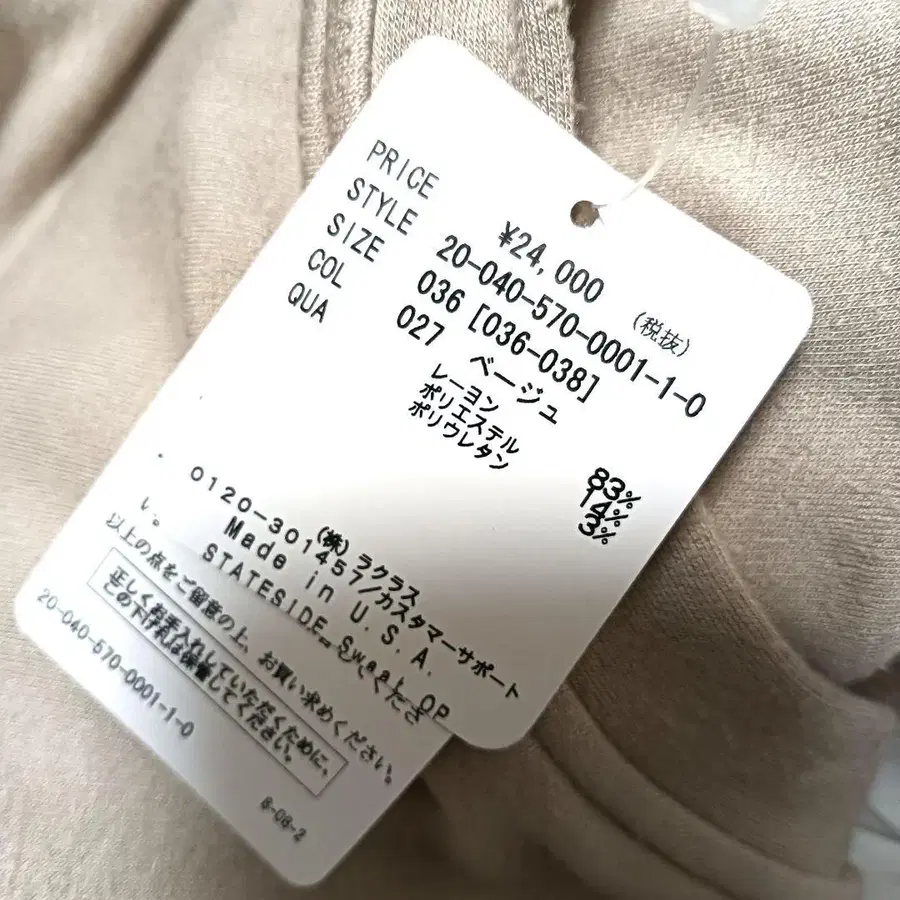 PRICE ¥24,000 (税抜)
STYLE 20-040-570-0001-1-0
SIZE 036 [036-038]
COL 027 ベージュ
QUA レーヨン 83%
ポリエステル 14%
ポリウレタン 3%
(株)ラクラス
0120-301457/カスタマーサポート
Made in U.S.A.
STATESIDE Sweat OP
い。
以上の点をご留意の上、お買い求めください。
正しくお手入れしていただくために、
この下げ札は保管してください。
20-040-570-0001-1-0
8-08-2